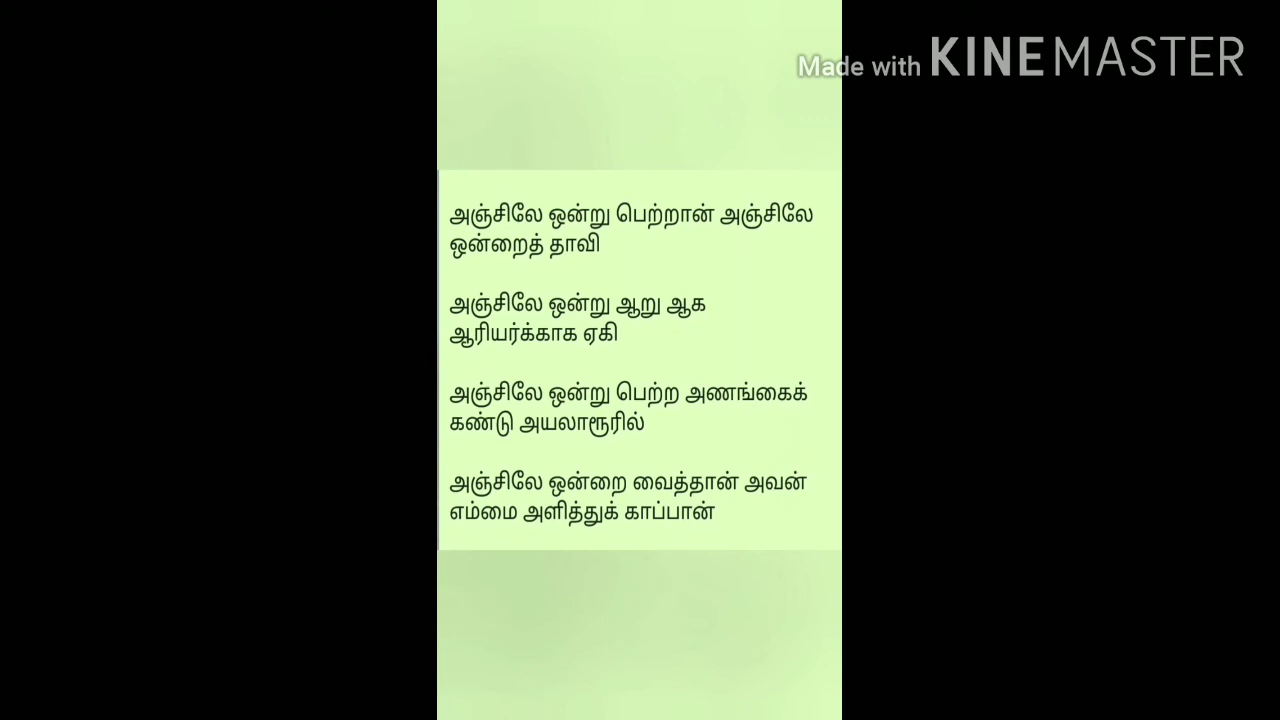 Made with KINEMASTER
அஞ்சிலே ஒன்று பெற்றான் அஞ்சிலே
ஒன்றைத் தாவி
அஞ்சிலே ஒன்று ஆறு ஆக
ஆரியர்க்காக ஏகி
அஞ்சிலே ஒன்று பெற்ற அணங்கைக்
கண்டு அயலாரூரில்
அஞ்சிலே ஒன்றை வைத்தான் அவன்
எம்மை அளித்துக் காப்பான்